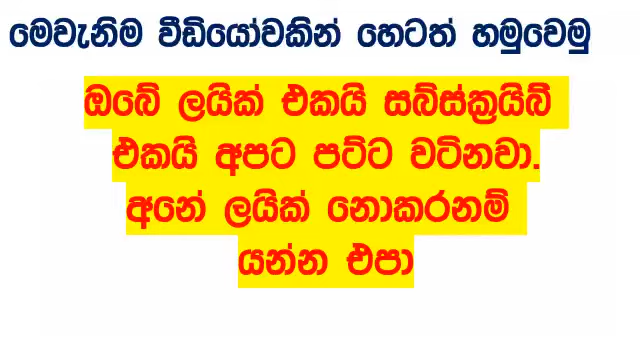 මෙවැනිම වීඩියෝවකින් හෙටත් හමුවෙමු
ඔබේ ලයික් එකයි සබ්ස්ක්‍රයිබ්
එකයි අපට පට්ට වටිනවා.
අනේ ලයික් නොකරනම්
යන්න එපා